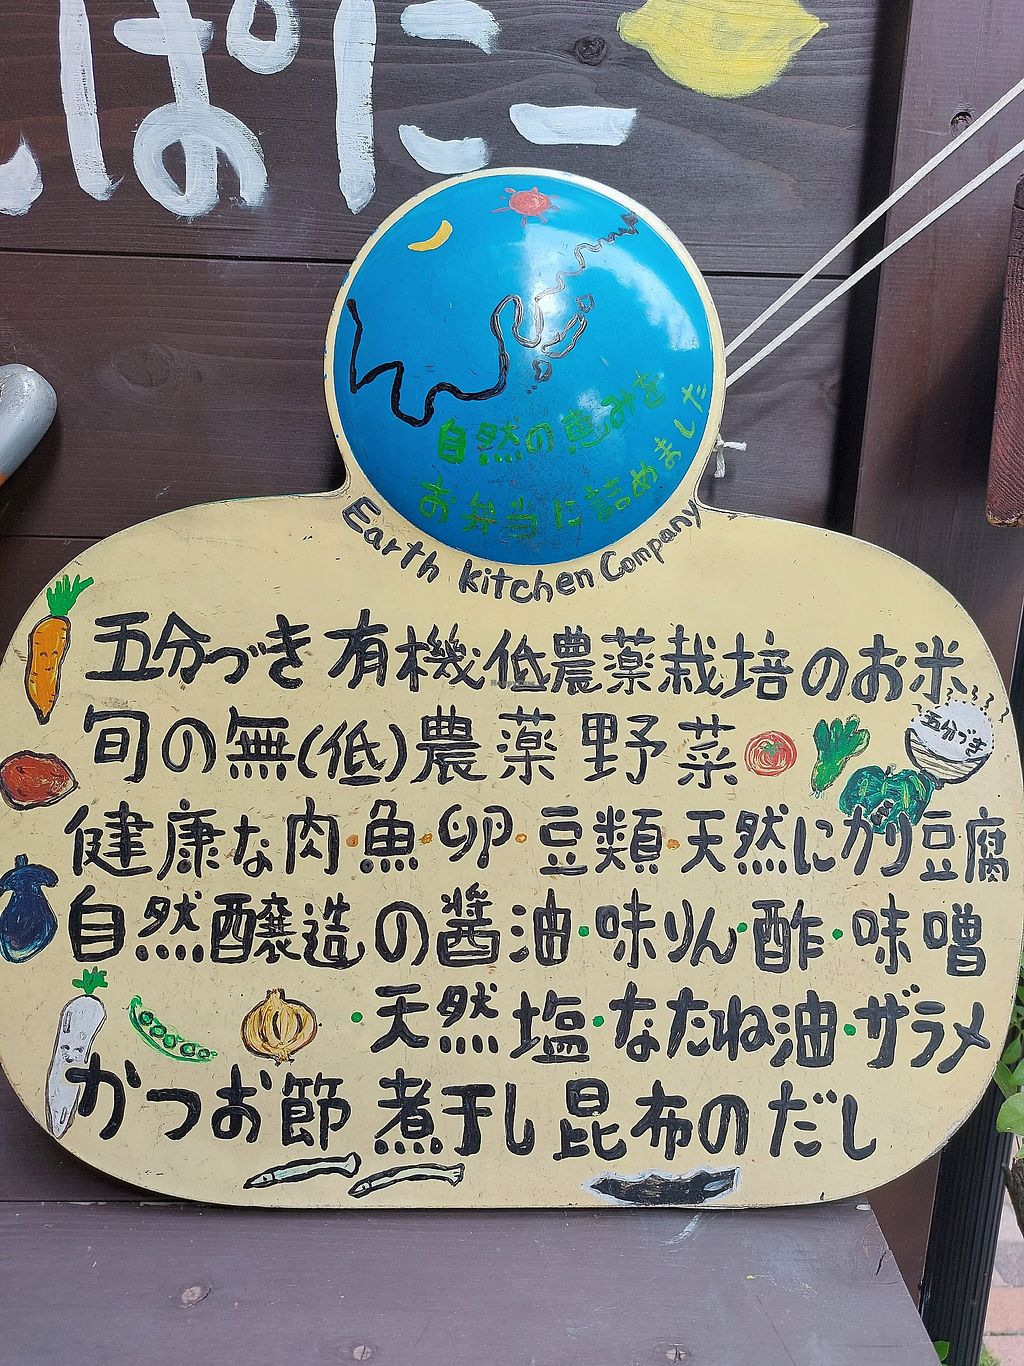 ぱに
自然の恵みを
お弁当に詰めました
Earth kitchen Company
五分づき有機・低農薬栽培のお米
五分づき
旬の無(低)農薬野菜
健康な肉・魚・卵・豆類・天然にがり豆腐
自然醸造の醤油・味りん・酢・味噌
・天然塩・なたね油・ザラメ
かつお節 煮干し 昆布のだし